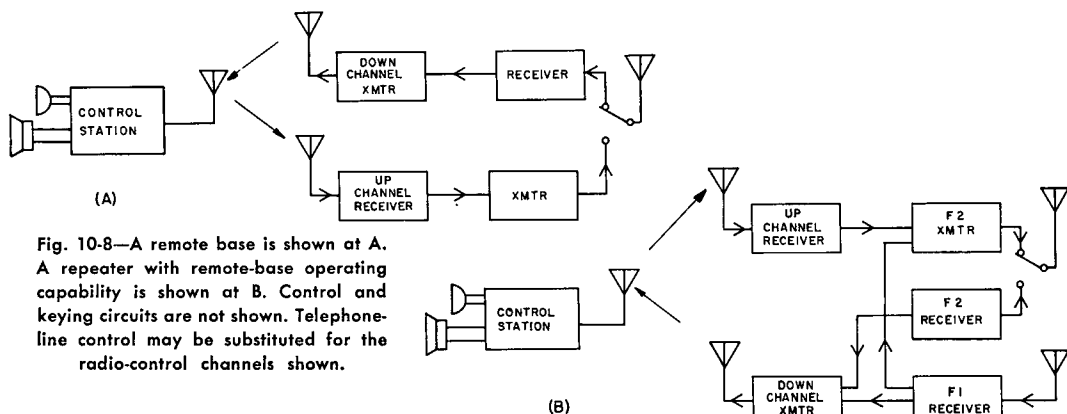 CONTROL
STATION
(A)
DOWN
CHANNEL
XMTR
RECEIVER
UP
CHANNEL
RECEIVER
XMTR
Fig. 10-8—A remote base is shown at A.
A repeater with remote-base operating
capability is shown at B. Control and
keying circuits are not shown. Telephone-
line control may be substituted for the
radio-control channels shown.
CONTROL
STATION
(B)
UP
CHANNEL
RECEIVER
F2
XMTR
F2
RECEIVER
DOWN
CHANNEL
XMTR
F1
RECEIVER